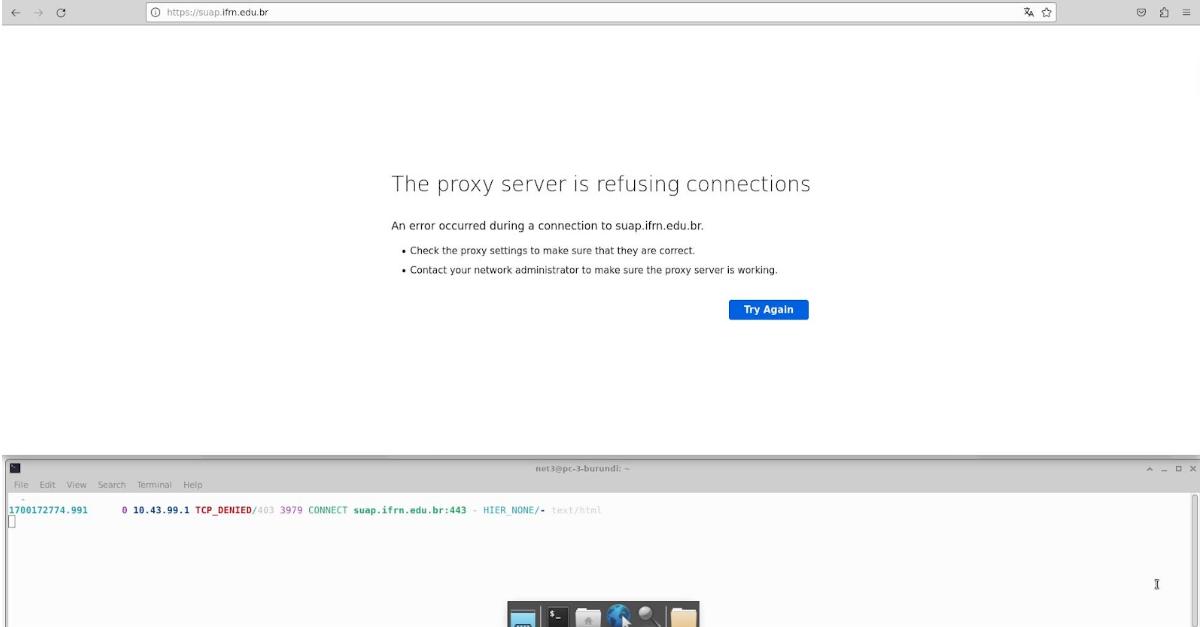 https://suap.ifrn.edu.br
The proxy server is refusing connections
An error occurred during a connection to suap.ifrn.edu.br.
• Check the proxy settings to make sure that they are correct.
• Contact your network administrator to make sure the proxy server is working.
Try Again
net3@pc-3-burundi: ~
File Edit View Search Terminal Help
-
1700172774.991 0 10.43.99.1 TCP_DENIED/403 3979 CONNECT suap.ifrn.edu.br:443 - HIER_NONE/- text/html
$_